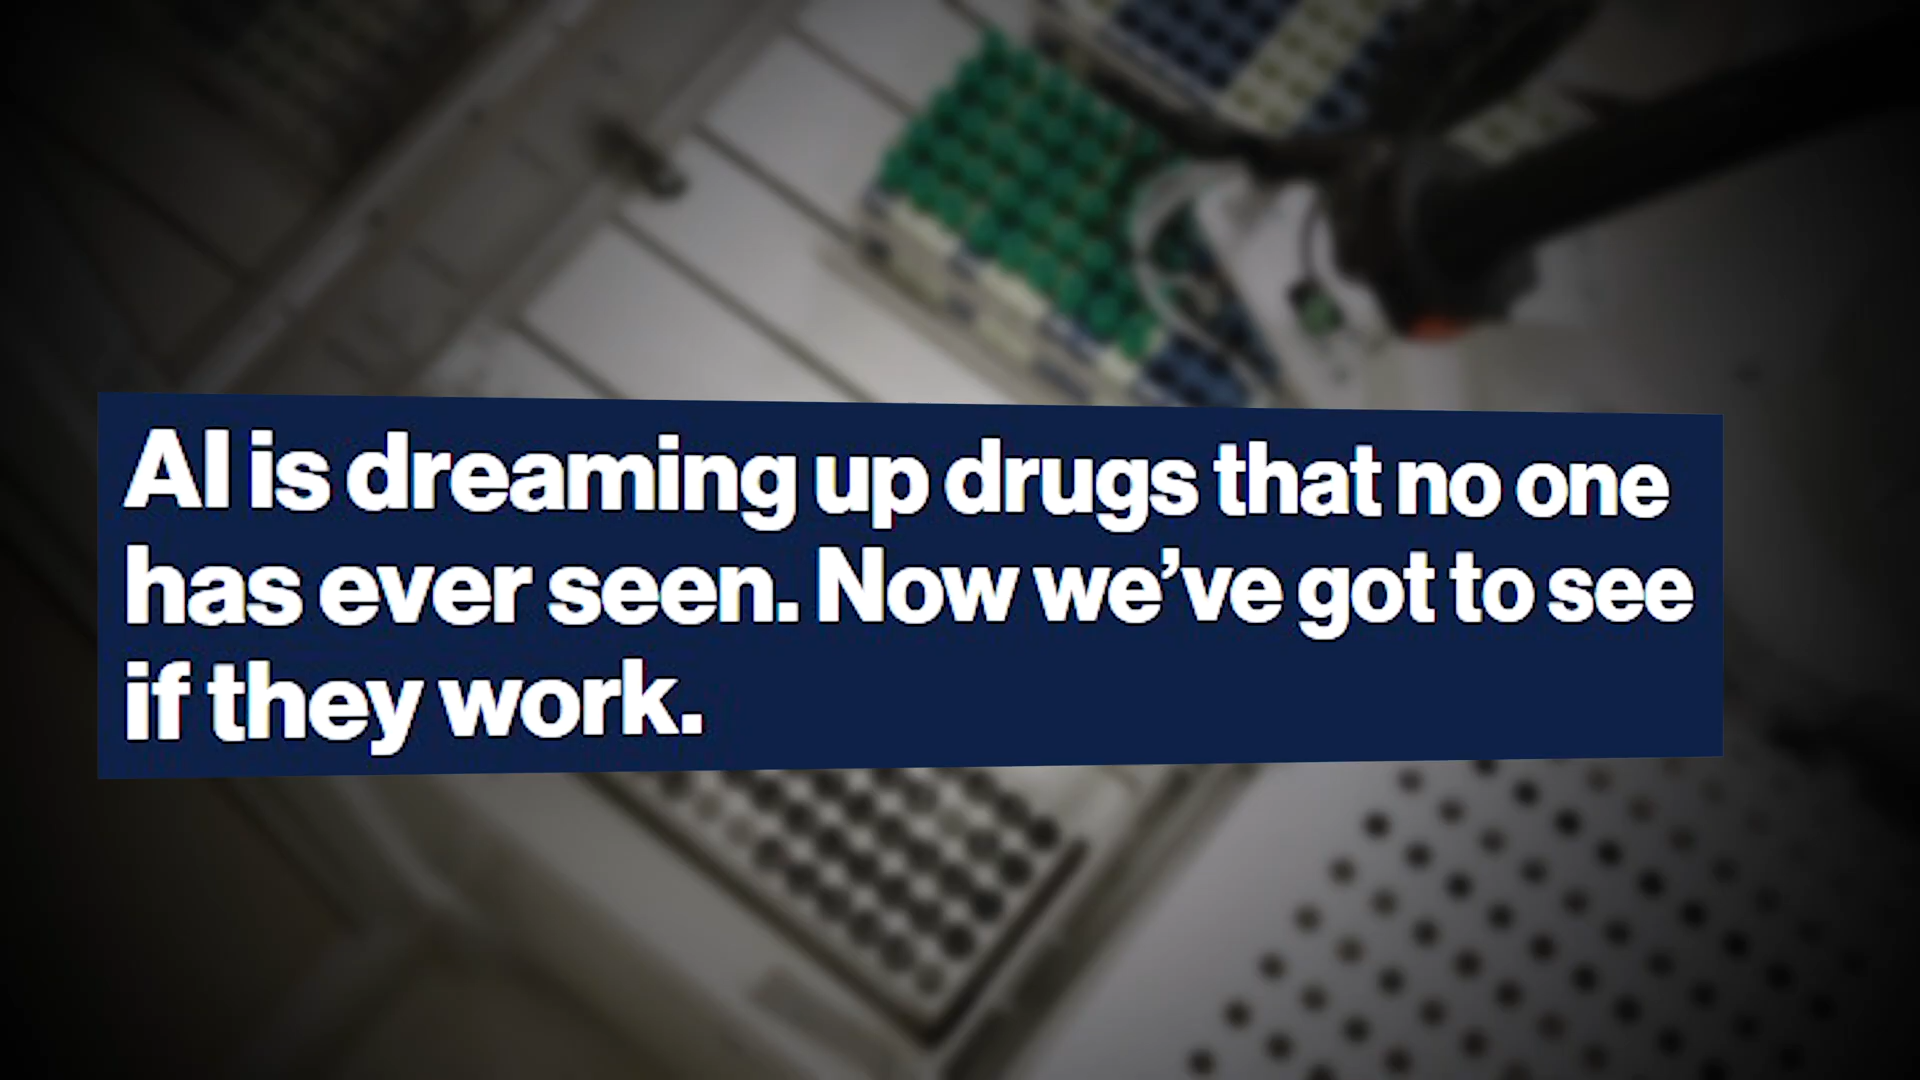 AI is dreaming up drugs that no one
has ever seen. Now we’ve got to see
if they work.